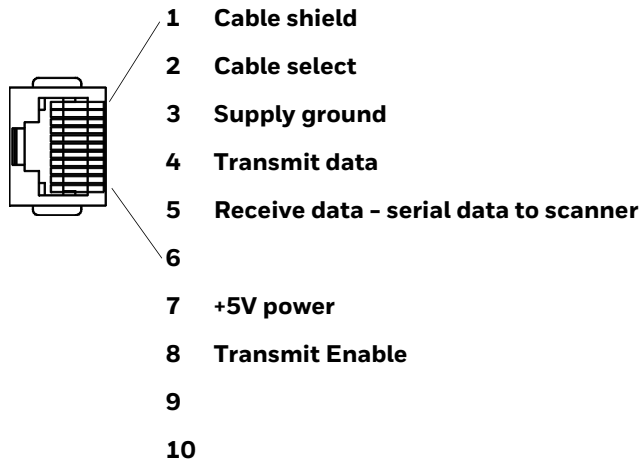 1 Cable shield
2 Cable select
3 Supply ground
4 Transmit data
5 Receive data - serial data to scanner
6
7 +5V power
8 Transmit Enable
9
10